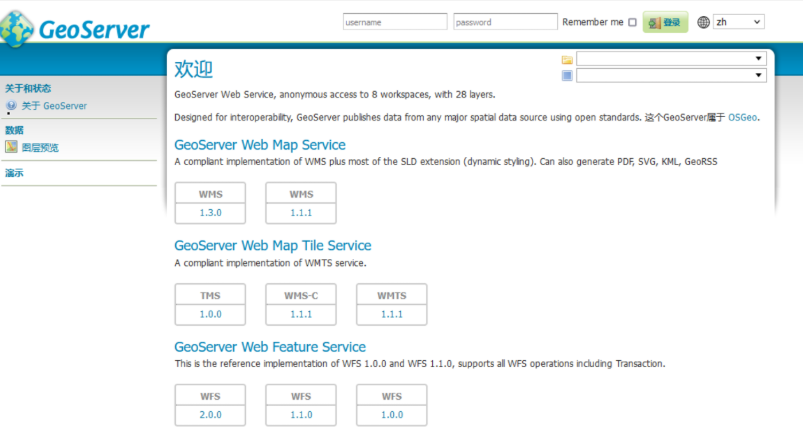 GeoServer
username password Remember me 登录 zh
关于和状态
关于 GeoServer
数据
图层预览
演示
欢迎
GeoServer Web Service, anonymous access to 8 workspaces, with 28 layers.
Designed for interoperability, GeoServer publishes data from any major spatial data source using open standards. 这个GeoServer属于 OSGeo.
GeoServer Web Map Service
A compliant implementation of WMS plus most of the SLD extension (dynamic styling). Can also generate PDF, SVG, KML, GeoRSS
WMS WMS
1.3.0 1.1.1
GeoServer Web Map Tile Service
A compliant implementation of WMTS service.
TMS WMS-C WMTS
1.0.0 1.1.1 1.1.1
GeoServer Web Feature Service
This is the reference implementation of WFS 1.0.0 and WFS 1.1.0, supports all WFS operations including Transaction.
WFS WFS WFS
2.0.0 1.1.0 1.0.0